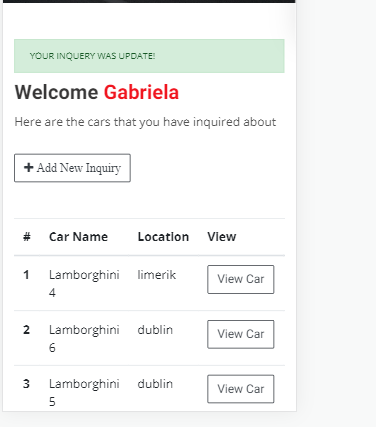 YOUR INQUERY WAS UPDATE!
Welcome Gabriela
Here are the cars that you have inquired about
+ Add New Inquiry
# Car Name Location View
1 Lamborghini limerik View Car
4
2 Lamborghini dublin View Car
6
3 Lamborghini dublin View Car
5